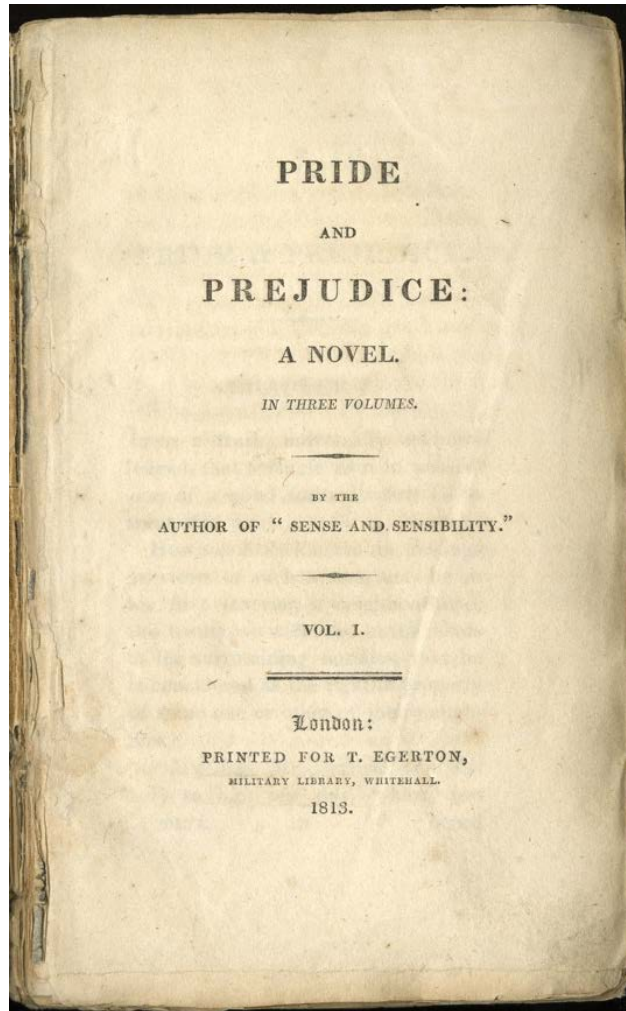 PRIDE
AND
PREJUDICE:
A NOVEL.
IN THREE VOLUMES.
BY THE
AUTHOR OF “ SENSE AND SENSIBILITY.”
VOL. I.
London:
PRINTED FOR T. EGERTON,
MILITARY LIBRARY, WHITEHALL.
1813.